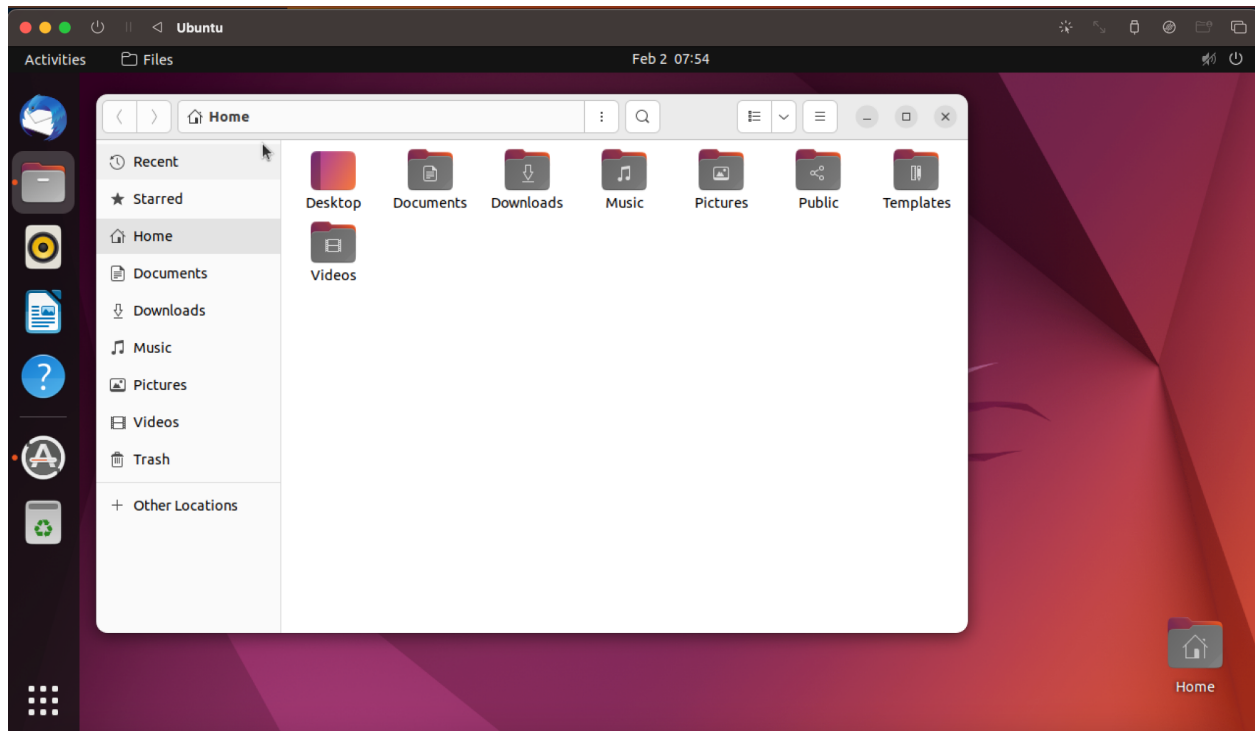 Ubuntu
Activities Files Feb 2 07:54
Home
Recent
Starred
Home
Documents
Downloads
Music
Pictures
Videos
Trash
Other Locations
Desktop Documents Downloads Music Pictures Public Templates
Videos
Home